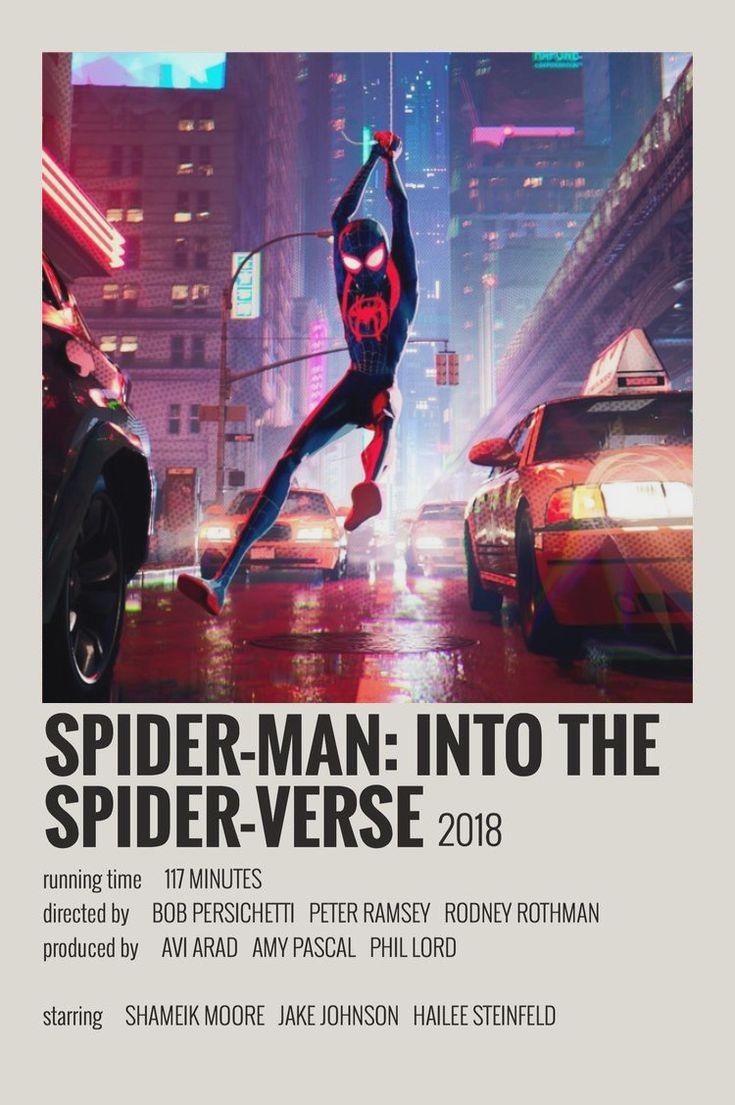 SPIDER-MAN: INTO THE
SPIDER-VERSE 2018
running time 117 MINUTES
directed by BOB PERSICHETTI PETER RAMSEY RODNEY ROTHMAN
produced by AVI ARAD AMY PASCAL PHIL LORD
starring SHAMEIK MOORE JAKE JOHNSON HAILEE STEINFELD